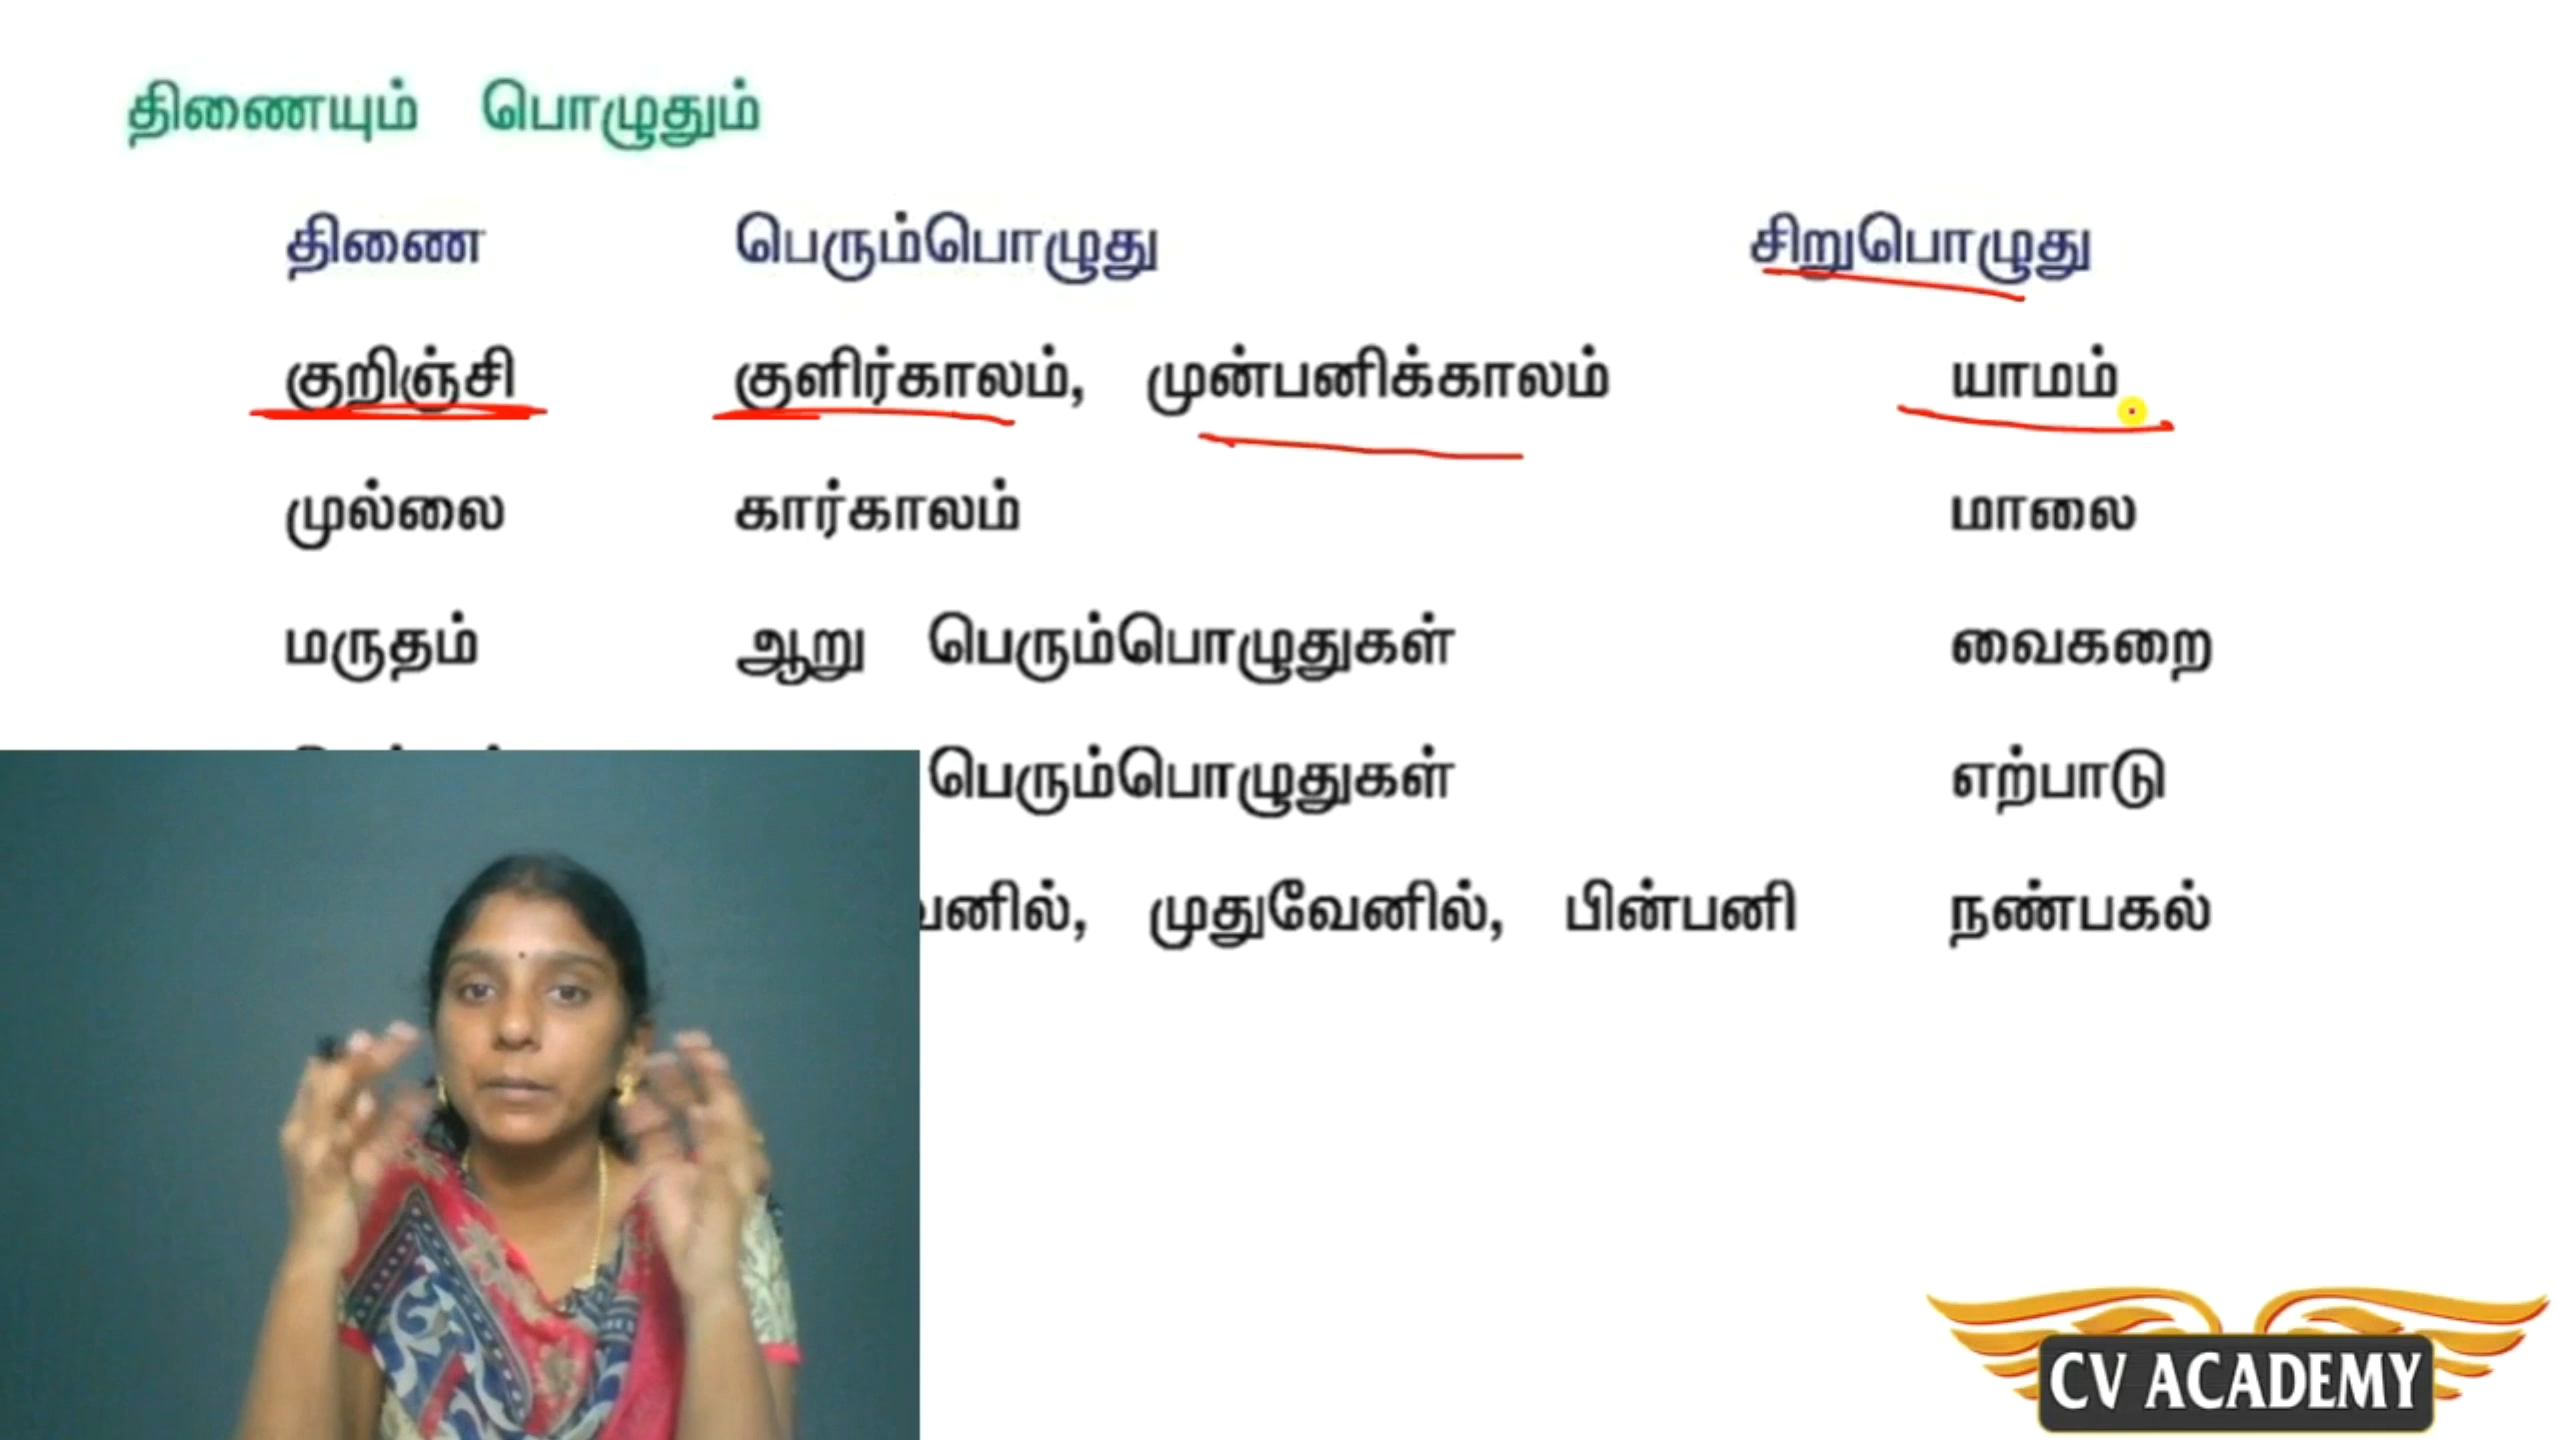 திணையும் பொழுதும்
திணை பெரும்பொழுது சிறுபொழுது
குறிஞ்சி குளிர்காலம், முன்பனிக்காலம் யாமம்
முல்லை கார்காலம் மாலை
மருதம் ஆறு பெரும்பொழுதுகள் வைகறை
பெரும்பொழுதுகள் எற்பாடு
முதுவேனில், பின்பனி நண்பகல்
CV ACADEMY